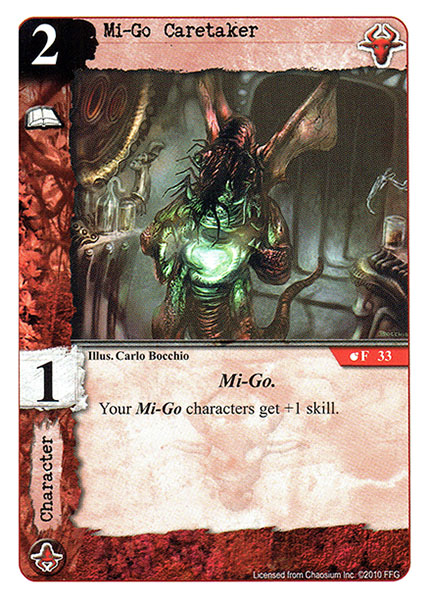 2
Mi-Go Caretaker
Illus. Carlo Bocchio
F 33
1
Mi-Go.
Your Mi-Go characters get +1 skill.
Character
Licensed from Chaosium Inc. ©2010 FFG